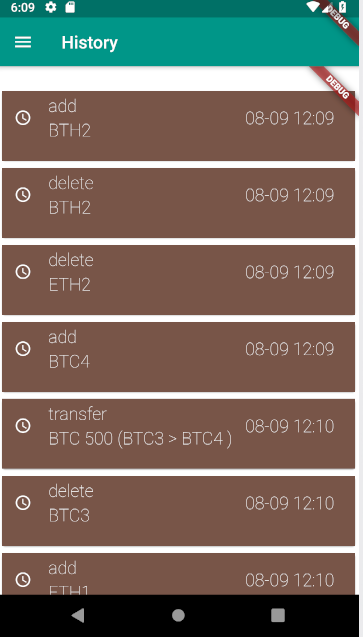 6:09
DEBUG
History
DEBUG
add
BTH2
08-09 12:09
delete
BTH2
08-09 12:09
delete
ETH2
08-09 12:09
add
BTC4
08-09 12:09
transfer
BTC 500 (BTC3 > BTC4 )
08-09 12:10
delete
BTC3
08-09 12:10
add
ETH1
08-09 12:10